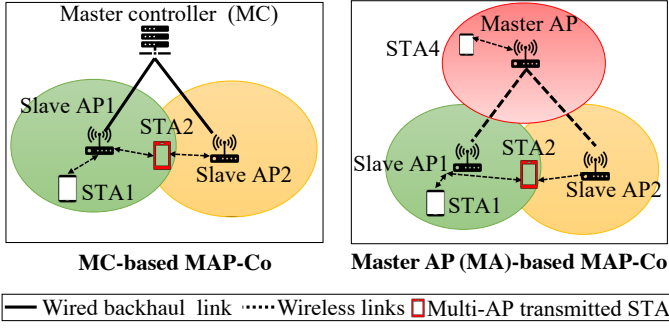 Master controller (MC)
Slave AP1
STA2
Slave AP2
STA1
MC-based MAP-Co
Master AP
STA4
STA2
Slave AP1
Slave AP2
STA1
Master AP (MA)-based MAP-Co
Wired backhaul link Wireless links Multi-AP transmitted STA